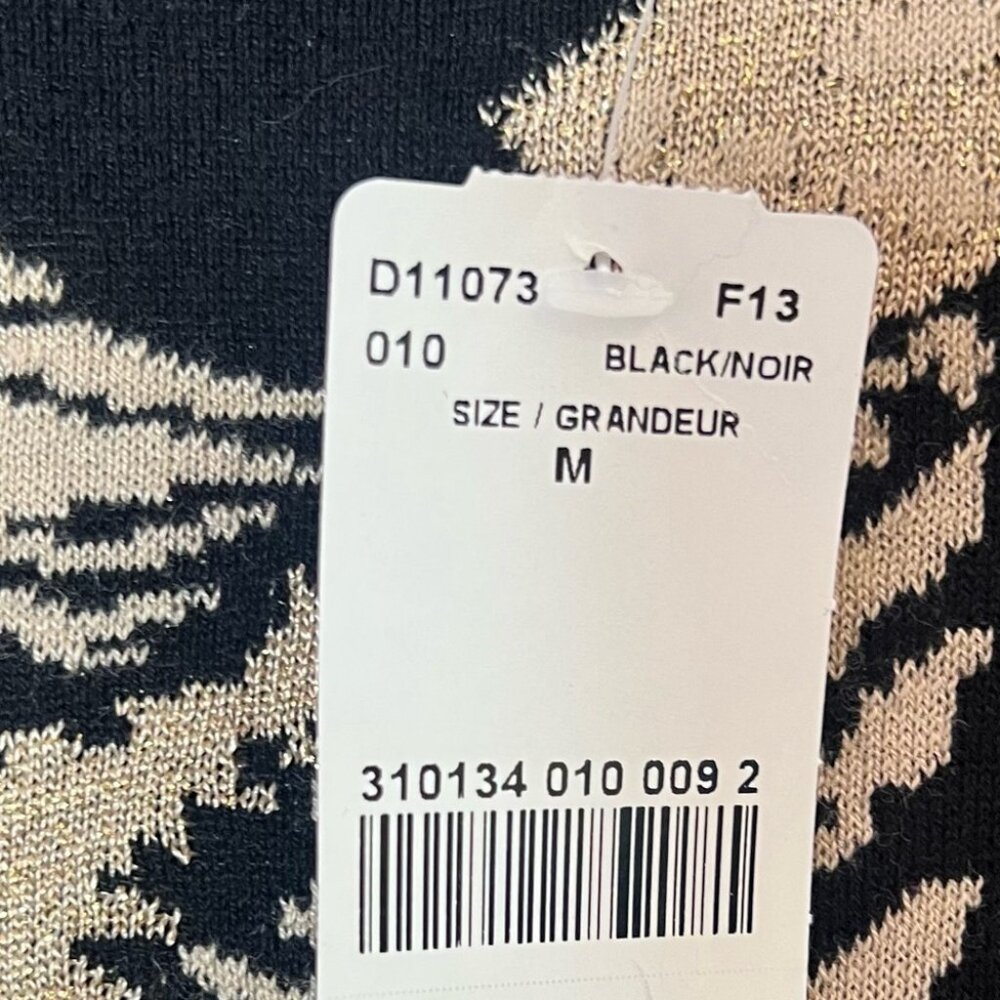 D11073 F13
010 BLACK/NOIR
SIZE / GRANDEUR
M
310134 010 009 2